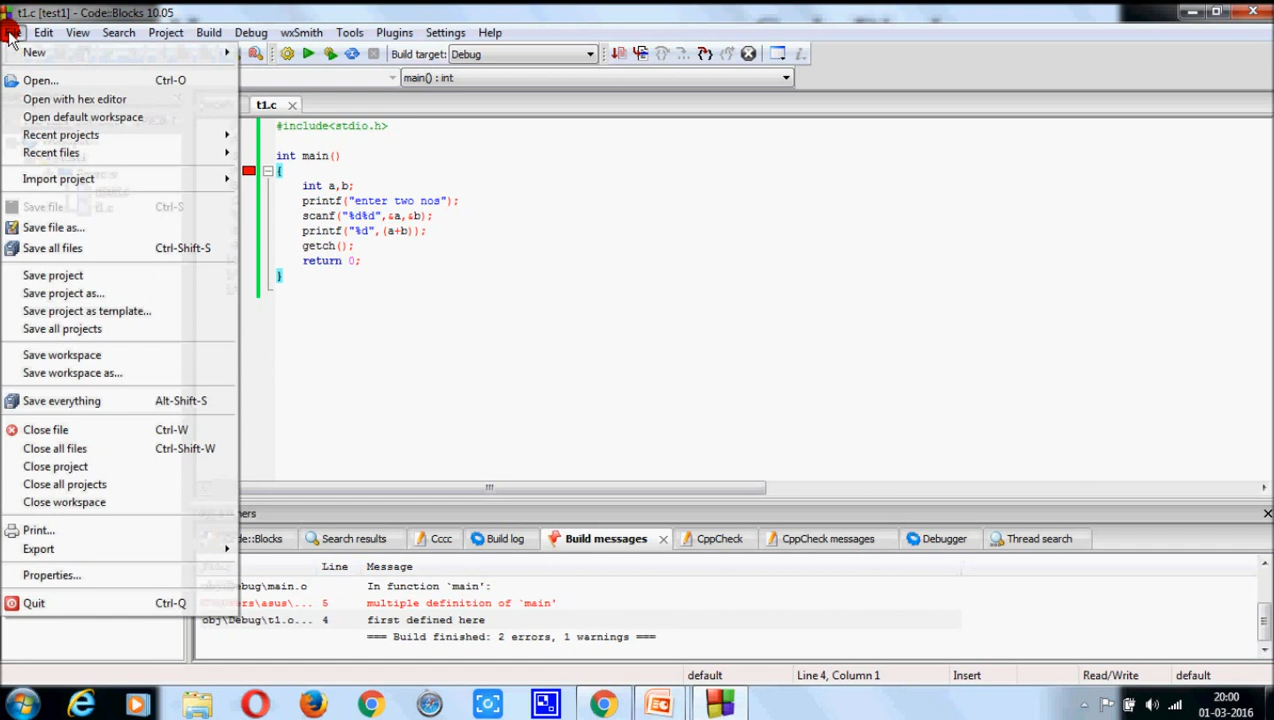 t1.c [test1] - Code::Blocks 10.05
Edit View Search Project Build Debug wxSmith Tools Plugins Settings Help
New
Open... Ctrl-O
Open with hex editor
Open default workspace
Recent projects
Recent files
Import project
Save file Ctrl-S
Save file as...
Save all files Ctrl-Shift-S
Save project
Save project as...
Save project as template...
Save all projects
Save workspace
Save workspace as...
Save everything Alt-Shift-S
Close file Ctrl-W
Close all files Ctrl-Shift-W
Close project
Close all projects
Close workspace
Print...
Export
Properties...
Quit Ctrl-Q
Build target: Debug
main() : int
t1.c
#include<stdio.h>
int main()
{
int a,b;
printf("enter two nos");
scanf("%d%d",&a,&b);
printf("%d",(a+b));
getch();
return 0;
}
Search results Cccc Build log Build messages CppCheck CppCheck messages Debugger Thread search
Line Message
In function `main':
5 multiple definition of `main'
obj\Debug\t1.o... 4 first defined here
=== Build finished: 2 errors, 1 warnings ===
default Line 4, Column 1 Insert Read/Write default
20:00
01-03-2016